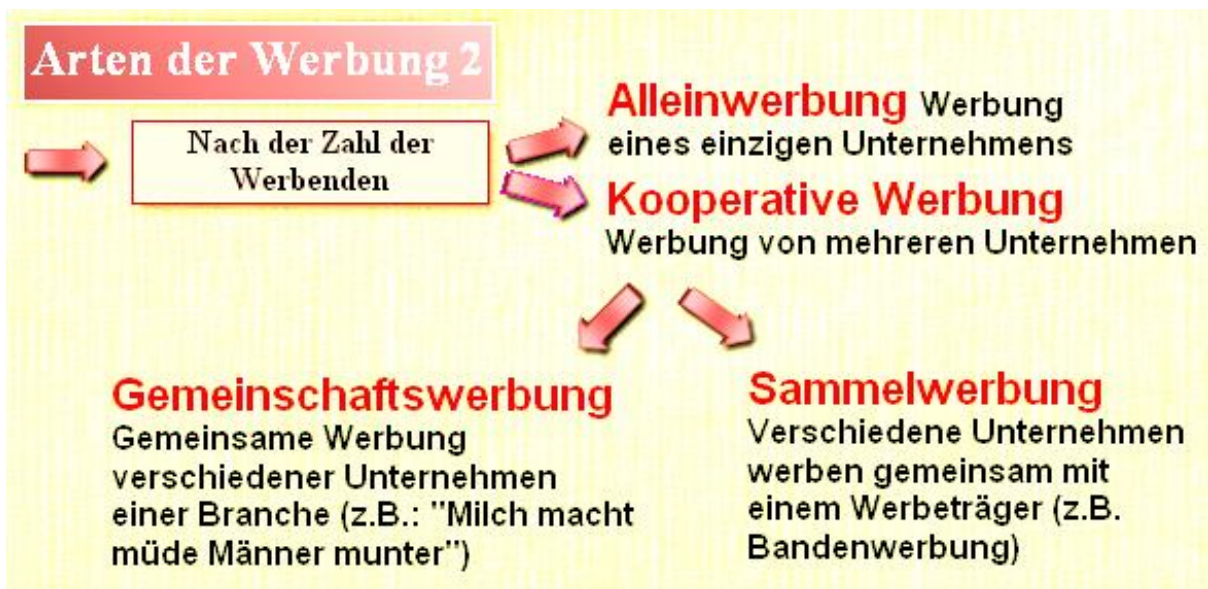 Arten der Werbung 2
Nach der Zahl der
Werbenden
Alleinwerbung Werbung
eines einzigen Unternehmens
Kooperative Werbung
Werbung von mehreren Unternehmen
Gemeinschaftswerbung
Gemeinsame Werbung
verschiedener Unternehmen
einer Branche (z.B.: "Milch macht
müde Männer munter")
Sammelwerbung
Verschiedene Unternehmen
werben gemeinsam mit
einem Werbeträger (z.B.
Bandenwerbung)